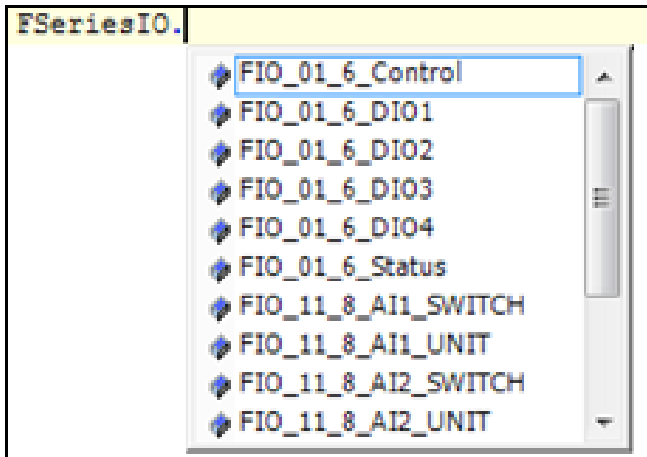 FSeriesIO.
FIO_01_6_Control
FIO_01_6_DIO1
FIO_01_6_DIO2
FIO_01_6_DIO3
FIO_01_6_DIO4
FIO_01_6_Status
FIO_11_8_AI1_SWITCH
FIO_11_8_AI1_UNIT
FIO_11_8_AI2_SWITCH
FIO_11_8_AI2_UNIT